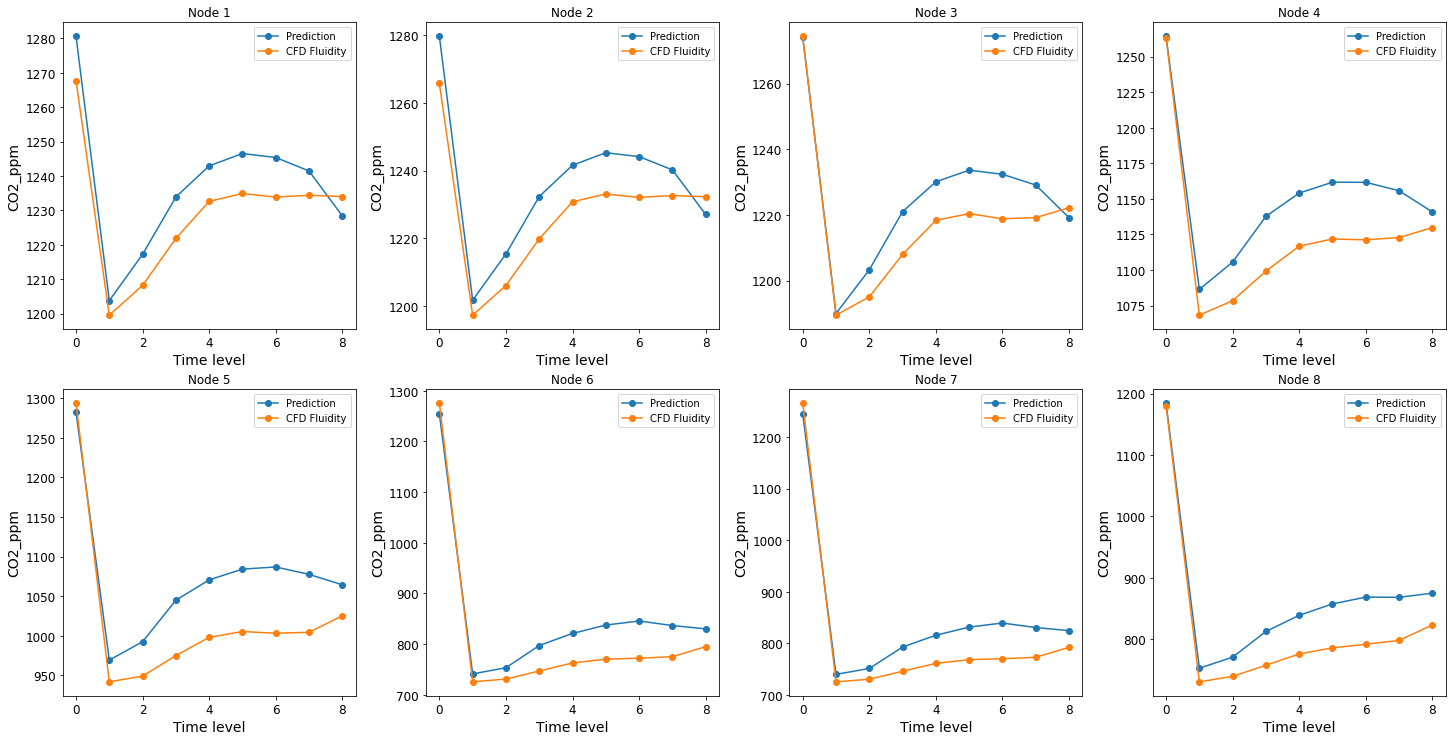 Node 1
Prediction
CFD Fluidity
CO2_ppm
1280
1270
1260
1250
1240
1230
1220
1210
1200
0 2 4 6 8
Time level
Node 2
Prediction
CFD Fluidity
CO2_ppm
1280
1260
1240
1220
1200
0 2 4 6 8
Time level
Node 3
Prediction
CFD Fluidity
CO2_ppm
1260
1240
1220
1200
0 2 4 6 8
Time level
Node 4
Prediction
CFD Fluidity
CO2_ppm
1250
1225
1200
1175
1150
1125
1100
1075
0 2 4 6 8
Time level
Node 5
Prediction
CFD Fluidity
CO2_ppm
1300
1250
1200
1150
1100
1050
1000
950
0 2 4 6 8
Time level
Node 6
Prediction
CFD Fluidity
CO2_ppm
1300
1200
1100
1000
900
800
700
0 2 4 6 8
Time level
Node 7
Prediction
CFD Fluidity
CO2_ppm
1200
1100
1000
900
800
700
0 2 4 6 8
Time level
Node 8
Prediction
CFD Fluidity
CO2_ppm
1200
1100
1000
900
800
0 2 4 6 8
Time level